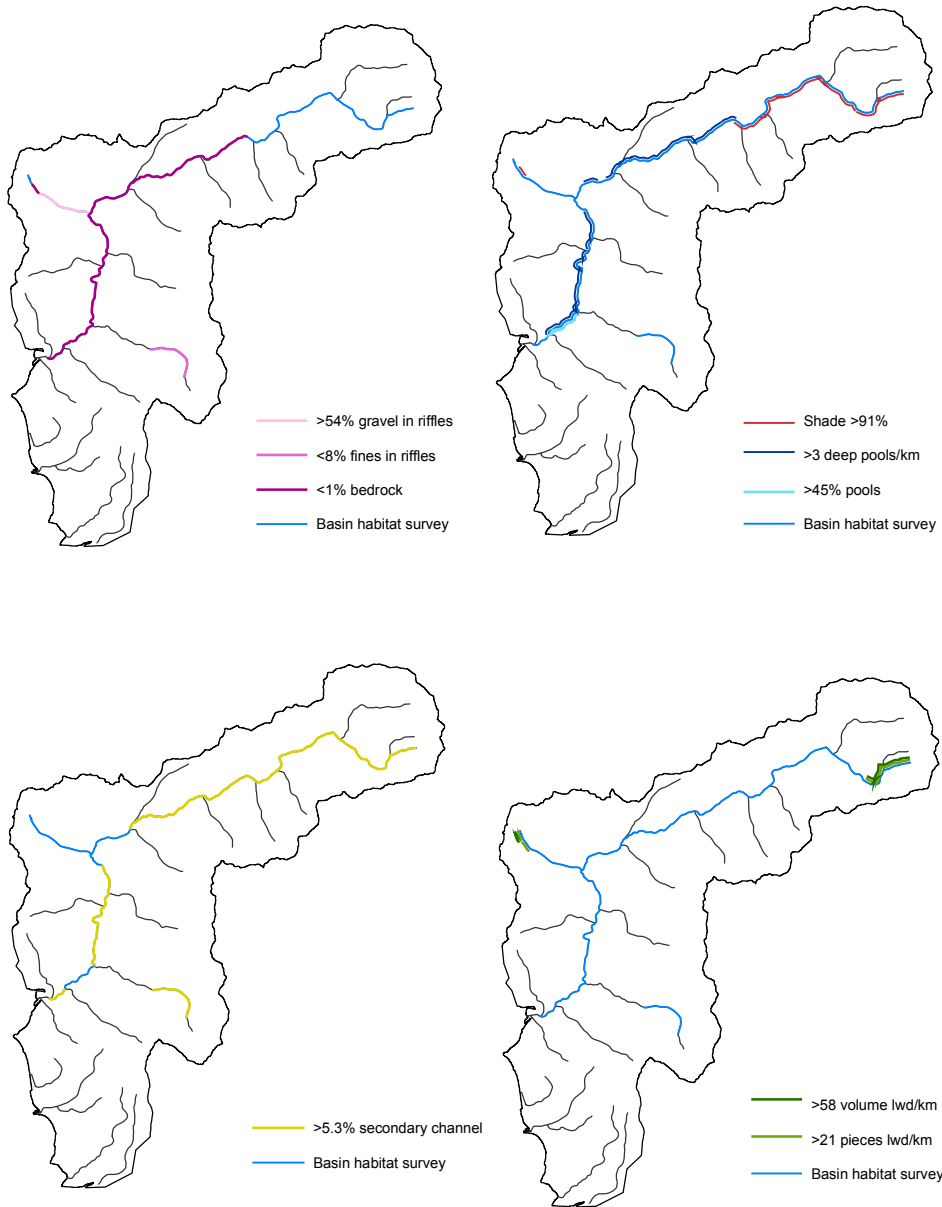 >54% gravel in riffles
<8% fines in riffles
<1% bedrock
Basin habitat survey
Shade >91%
>3 deep pools/km
>45% pools
Basin habitat survey
>5.3% secondary channel
Basin habitat survey
>58 volume lwd/km
>21 pieces lwd/km
Basin habitat survey